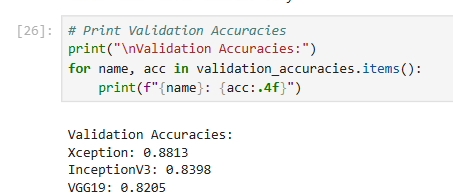 [26]:
# Print Validation Accuracies
print("\nValidation Accuracies:")
for name, acc in validation_accuracies.items():
    print(f"{name}: {acc:.4f}")
Validation Accuracies:
Xception: 0.8813
InceptionV3: 0.8398
VGG19: 0.8205